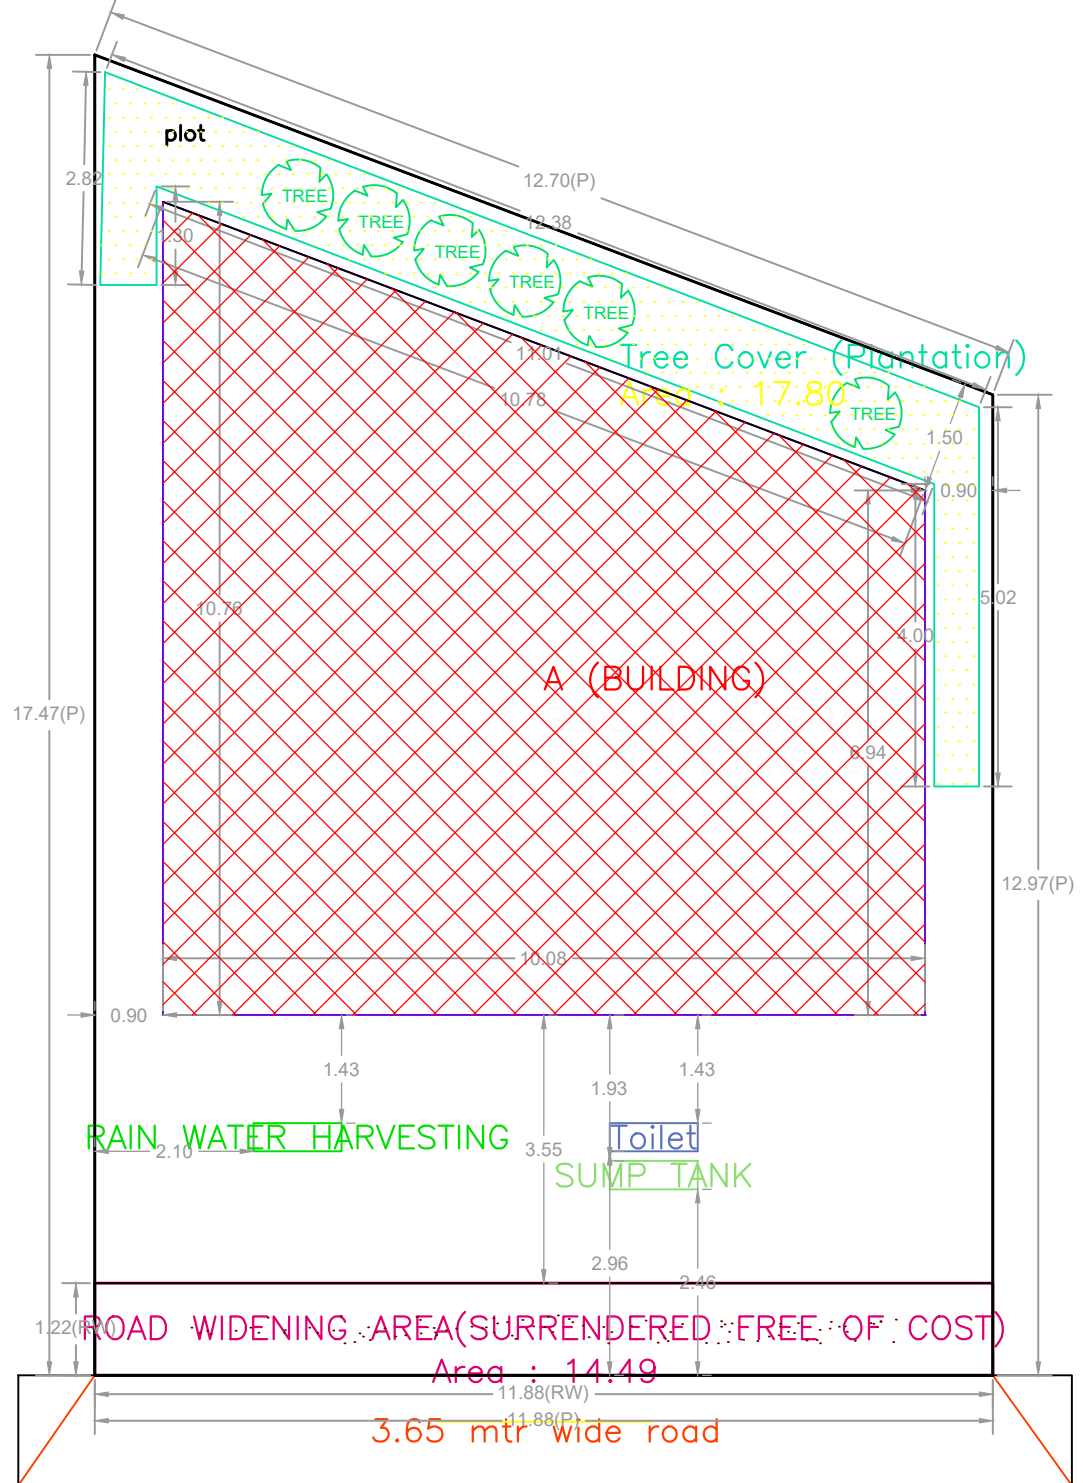 plot
2.82
12.70(P)
TREE
12.38
TREE
1.30
TREE
TREE
TREE
11.01
Tree Cover (Plantation)
10.78
Area : 17.80
TREE
1.50
0.90
10.76
5.02
4.00
A (BUILDING)
17.47(P)
6.94
12.97(P)
10.08
0.90
1.43
1.93
1.43
RAIN WATER HARVESTING
Toilet
2.10
3.55
SUMP TANK
2.96
2.46
1.22(RW)
ROAD WIDENING AREA(SURRENDERED FREE OF COST)
Area : 14.49
11.88(RW)
11.88(P)
3.65 mtr wide road